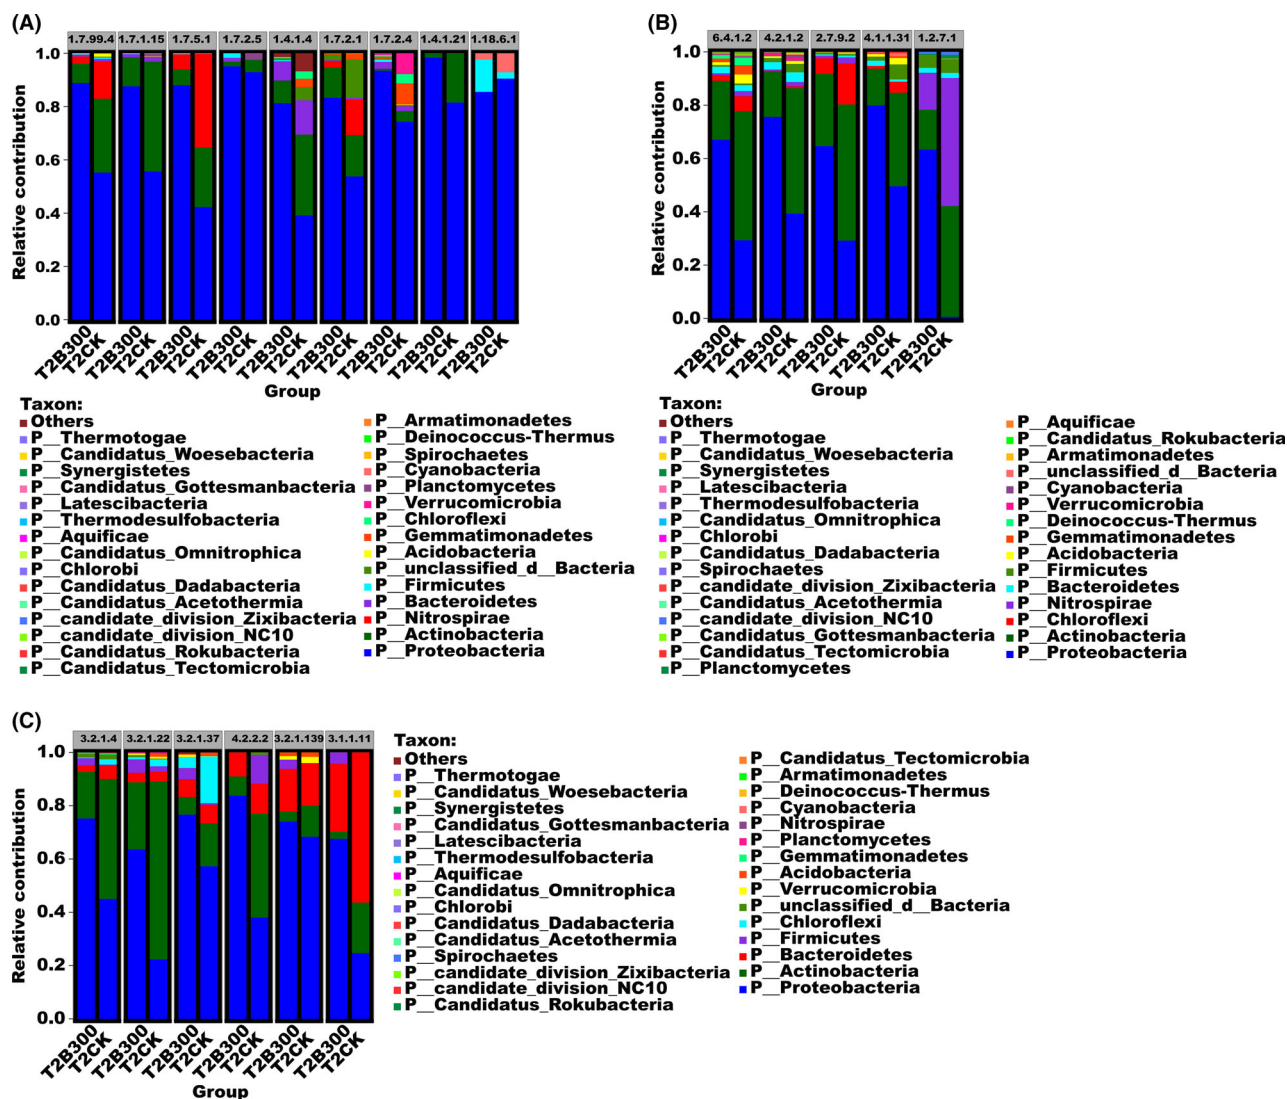 (A)
1.7.99.4 1.7.1.15 1.7.5.1 1.7.2.5 1.4.1.4 1.7.2.1 1.7.2.4 1.4.1.21 1.18.6.1
Relative contribution
1.0
0.8
0.6
0.4
0.2
0.0
T2B300 T2CK T2B300 T2CK T2B300 T2CK T2B300 T2CK T2B300 T2CK T2B300 T2CK T2B300 T2CK T2B300 T2CK T2B300 T2CK
Group
Taxon:
Others
P__Thermotogae
P__Candidatus_Woesebacteria
P__Synergistetes
P__Candidatus_Gottesmanbacteria
P__Latescibacteria
P__Thermodesulfobacteria
P__Aquificae
P__Candidatus_Omnitrophica
P__Chlorobi
P__Candidatus_Dadabacteria
P__Candidatus_Acetothermia
P__candidate_division_Zixibacteria
P__candidate_division_NC10
P__Candidatus_Rokubacteria
P__Candidatus_Tectomicrobia
P__Armatimonadetes
P__Deinococcus-Thermus
P__Spirochaetes
P__Cyanobacteria
P__Planctomycetes
P__Verrucomicrobia
P__Chloroflexi
P__Gemmatimonadetes
P__Acidobacteria
P__unclassified_d__Bacteria
P__Firmicutes
P__Bacteroidetes
P__Nitrospirae
P__Actinobacteria
P__Proteobacteria
(B)
6.4.1.2 4.2.1.2 2.7.9.2 4.1.1.31 1.2.7.1
Relative contribution
1.0
0.8
0.6
0.4
0.2
0.0
T2B300 T2CK T2B300 T2CK T2B300 T2CK T2B300 T2CK T2B300 T2CK
Group
Taxon:
Others
P__Thermotogae
P__Candidatus_Woesebacteria
P__Synergistetes
P__Latescibacteria
P__Thermodesulfobacteria
P__Candidatus_Omnitrophica
P__Chlorobi
P__Candidatus_Dadabacteria
P__Spirochaetes
P__candidate_division_Zixibacteria
P__Candidatus_Acetothermia
P__candidate_division_NC10
P__Candidatus_Gottesmanbacteria
P__Candidatus_Tectomicrobia
P__Planctomycetes
P__Aquificae
P__Candidatus_Rokubacteria
P__Armatimonadetes
P__unclassified_d__Bacteria
P__Cyanobacteria
P__Verrucomicrobia
P__Deinococcus-Thermus
P__Gemmatimonadetes
P__Acidobacteria
P__Firmicutes
P__Bacteroidetes
P__Nitrospirae
P__Chloroflexi
P__Actinobacteria
P__Proteobacteria
(C)
3.2.1.4 3.2.1.22 3.2.1.37 4.2.2.2 3.2.1.139 3.1.1.11
Relative contribution
1.0
0.8
0.6
0.4
0.2
0.0
T2B300 T2CK T2B300 T2CK T2B300 T2CK T2B300 T2CK T2B300 T2CK T2B300 T2CK
Group
Taxon:
Others
P__Thermotogae
P__Candidatus_Woesebacteria
P__Synergistetes
P__Candidatus_Gottesmanbacteria
P__Latescibacteria
P__Thermodesulfobacteria
P__Aquificae
P__Candidatus_Omnitrophica
P__Chlorobi
P__Candidatus_Dadabacteria
P__Candidatus_Acetothermia
P__Spirochaetes
P__candidate_division_Zixibacteria
P__candidate_division_NC10
P__Candidatus_Rokubacteria
P__Candidatus_Tectomicrobia
P__Armatimonadetes
P__Deinococcus-Thermus
P__Cyanobacteria
P__Nitrospirae
P__Planctomycetes
P__Gemmatimonadetes
P__Acidobacteria
P__Verrucomicrobia
P__unclassified_d__Bacteria
P__Chloroflexi
P__Firmicutes
P__Bacteroidetes
P__Actinobacteria
P__Proteobacteria